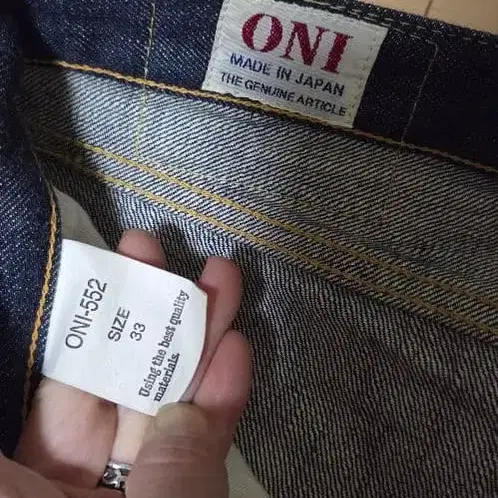 ONI
MADE IN JAPAN
THE GENUINE ARTICLE
ONI-552
SIZE
33
Using the best quality
materials.